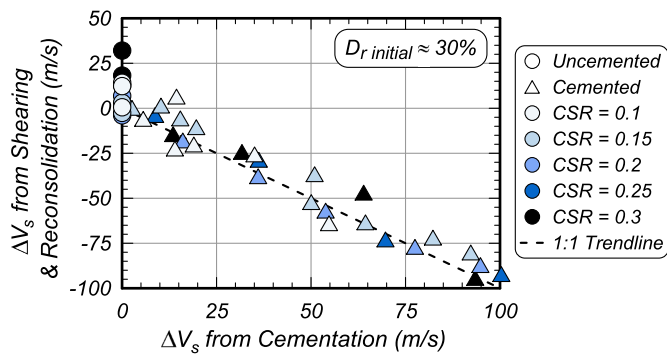 50
25
0
-25
-50
-75
-100
ΔVs from Shearing
& Reconsolidation (m/s)
Dr initial ≈ 30%
0
25
50
75
100
ΔVs from Cementation (m/s)
Uncemented
Cemented
CSR = 0.1
CSR = 0.15
CSR = 0.2
CSR = 0.25
CSR = 0.3
1:1 Trendline